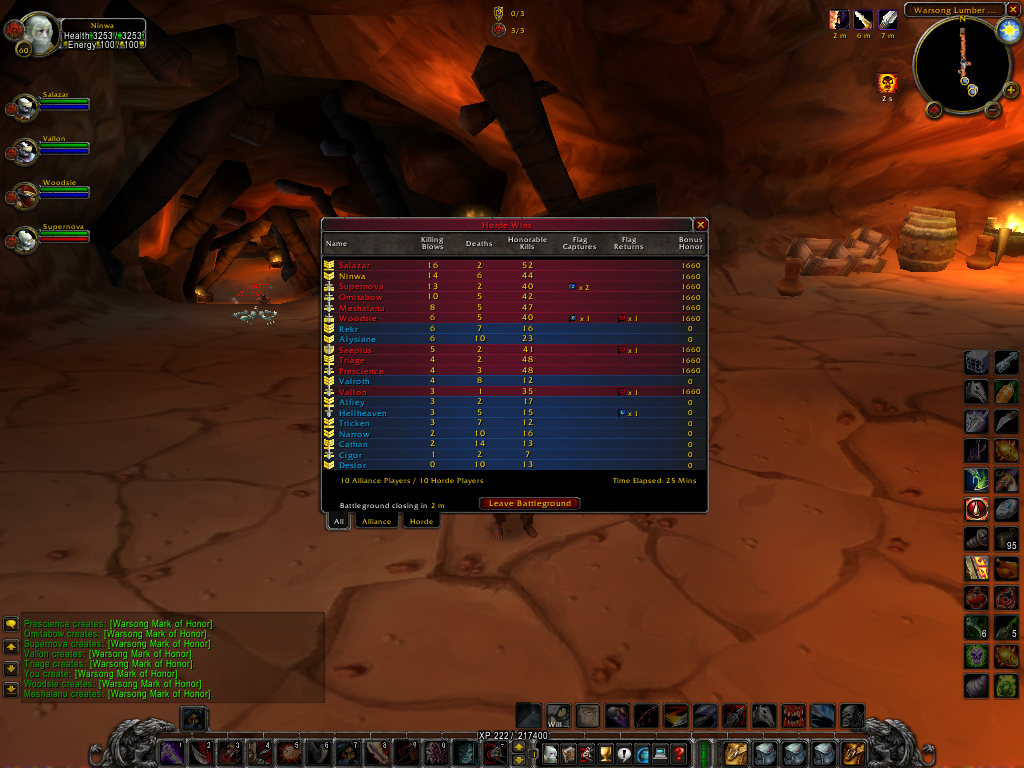 Ninwa
Health 3253 / 3253
Energy 100 / 100
60
Salazar
Vallon
Woodsie
Supernova
0/3
3/3
2 m 6 m 7 m
2 s
Warsong Lumber ...
N
Horde Wins
Name Killing Blows Deaths Honorable Kills Flag Captures Flag Returns Bonus Honor
Salazar 16 2 52 1660
Ninwa 14 6 44 1660
Supernova 13 2 40 x 2 1660
Omitabow 10 5 42 1660
Meshalanu 8 5 47 1660
Woodsie 6 5 40 x 1 x 1 1660
Rekr 6 7 16 0
Alysiane 6 10 23 0
Saepius 5 2 41 x 1 1660
Triage 4 2 48 1660
Prescience 4 3 48 1660
Valroth 4 8 12 0
Vallon 3 1 35 x 1 1660
Alfiey 3 2 17 0
Hellheaven 3 5 15 x 1 0
Tricken 3 7 12 0
Narrow 2 10 16 0
Cathan 2 14 13 0
Cigor 1 2 7 0
Desior 0 10 13 0
10 Alliance Players / 10 Horde Players Time Elapsed: 25 Mins
Battleground closing in 2 m Leave Battleground
All Alliance Horde
95
6 5
Prescience creates: [Warsong Mark of Honor].
Omitabow creates: [Warsong Mark of Honor].
Supernova creates: [Warsong Mark of Honor].
Vallon creates: [Warsong Mark of Honor].
Triage creates: [Warsong Mark of Honor].
You create: [Warsong Mark of Honor].
Woodsie creates: [Warsong Mark of Honor].
Meshalanu creates: [Warsong Mark of Honor].
Will...
XP 222 / 217400
2 3 4 5 6 7 8 9 0
1